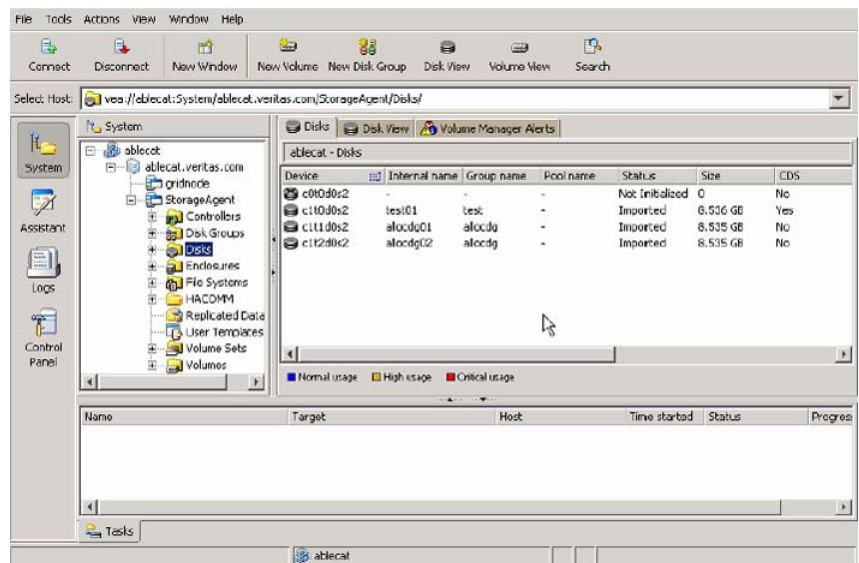 File Tools Actions View Window Help
Connect Disconnect New Window New Volume New Disk Group Disk View Volume View Search
Select Host: vea://ablecat:System/ablecat.veritas.com/StorageAgent/Disks/
System
Assistant
Logs
Control Panel
System
ablecat
ablecat.veritas.com
gridnode
StorageAgent
Controllers
Disk Groups
Disks
Enclosures
File Systems
HACOMM
Replicated Data
User Templates
Volume Sets
Volumes
Disks Disk View Volume Manager Alerts
ablecat - Disks
Device Internal name Group name Pool name Status Size CDS
c0t0d0s2 - - - Not Initialized 0 No
c1t0d0s2 test01 test - Imported 8.536 GB Yes
c1t1d0s2 alocdg01 alocdg - Imported 8.535 GB No
c1t2d0s2 alocdg02 alocdg - Imported 8.535 GB No
Normal usage High usage Critical usage
Name Target Host Time started Status Progres
Tasks
ablecat